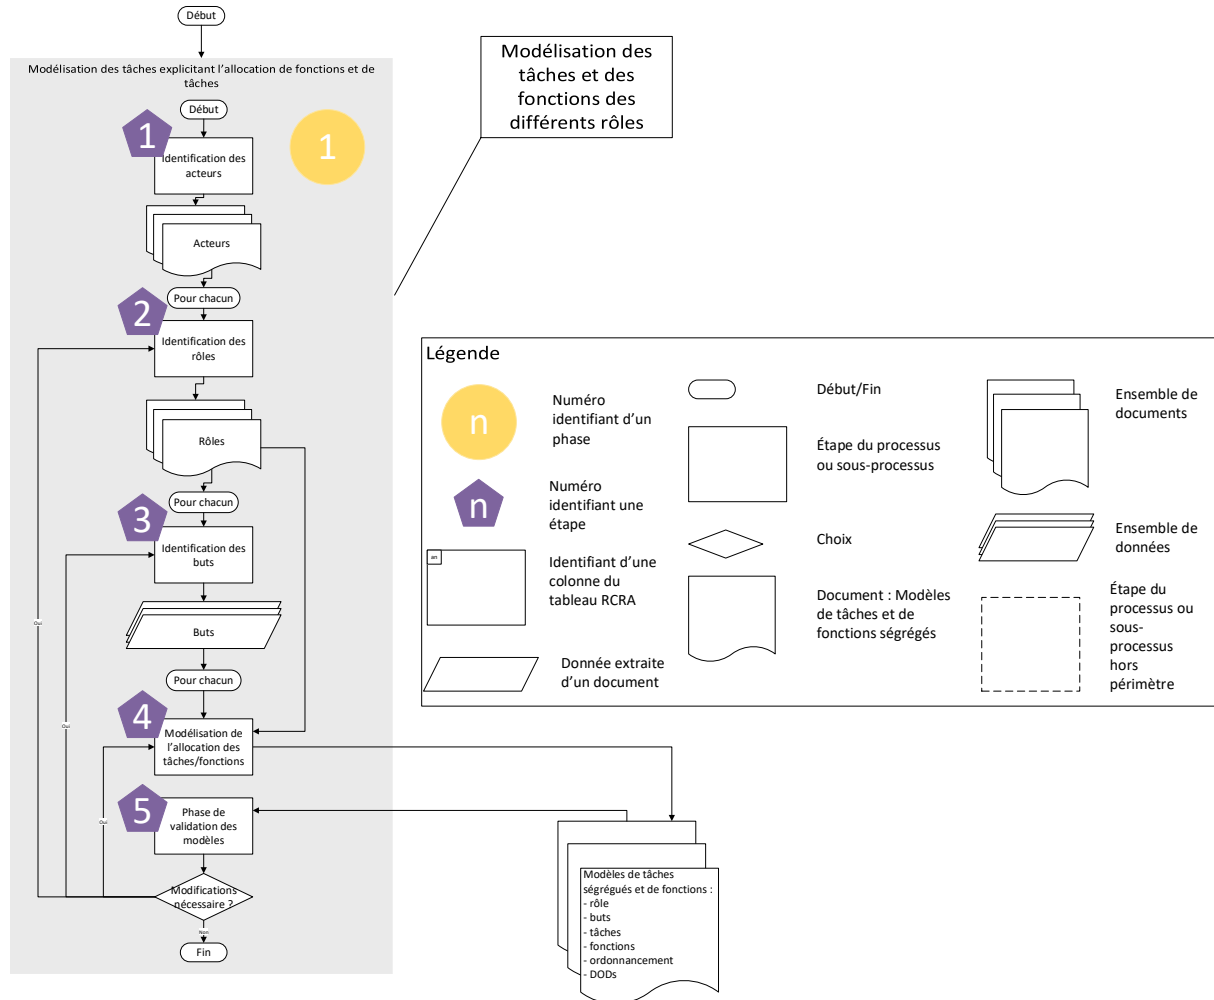 Début
Modélisation des tâches explicitant l'allocation de fonctions et de
tâches
Début
1
1
Identification des
acteurs
Acteurs
Pour chacun
2
Identification des
rôles
Rôles
Pour chacun
3
Identification des
buts
Buts
Pour chacun
4
Modélisation de
l'allocation des
tâches/fonctions
5
Phase de
validation des
modèles
Modifications
nécessaire ?
Oui
Oui
Oui
Non
Fin
Modélisation des
tâches et des
fonctions des
différents rôles
Modèles de tâches
ségrégués et de fonctions :
- rôle
- buts
- tâches
- fonctions
- ordonnancement
- DODs
Légende
n
Numéro
identifiant d'un
phase
n
Numéro
identifiant une
étape
an
Identifiant d'une
colonne du
tableau RCRA
Donnée extraite
d'un document
Début/Fin
Étape du processus
ou sous-processus
Choix
Document : Modèles
de tâches et de
fonctions ségrégés
Ensemble de
documents
Ensemble de
données
Étape du
processus ou
sous-
processus
hors
périmètre